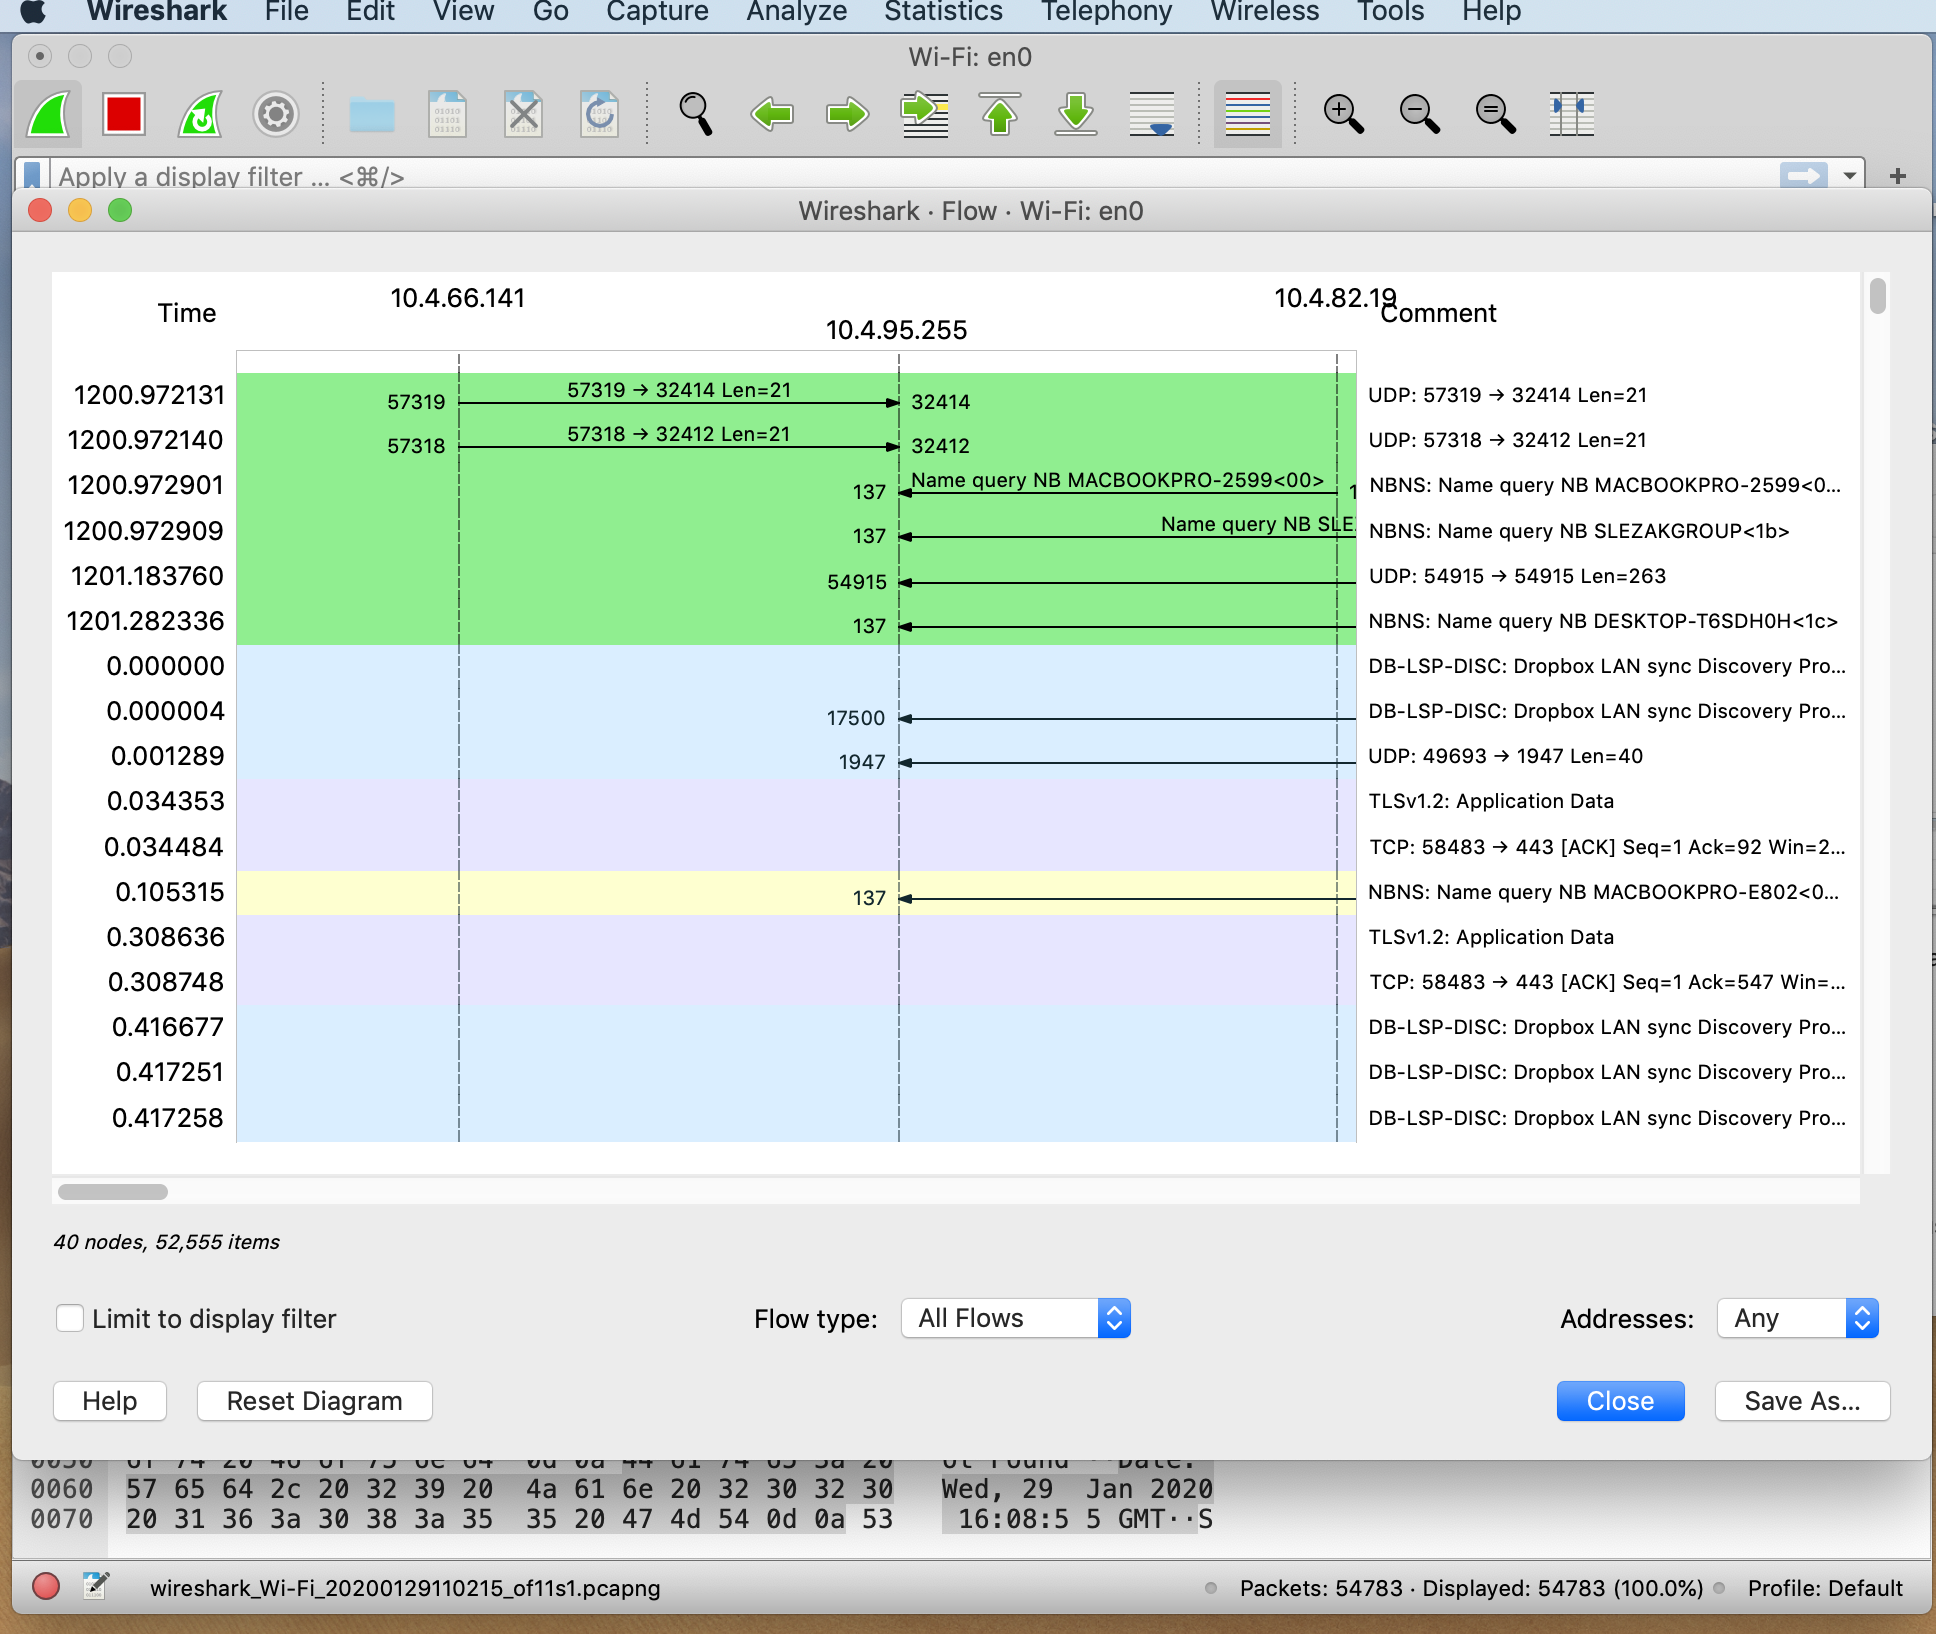 Wireshark File Edit View Go Capture Analyze Statistics Telephony Wireless Tools Help
Wi-Fi: en0
Apply a display filter ... <⌘/>
Wireshark · Flow · Wi-Fi: en0
Time 10.4.66.141 10.4.95.255 10.4.82.19 Comment
1200.972131 57319 57319 → 32414 Len=21 32414 UDP: 57319 → 32414 Len=21
1200.972140 57318 57318 → 32412 Len=21 32412 UDP: 57318 → 32412 Len=21
1200.972901 137 Name query NB MACBOOKPRO-2599<00> 1 NBNS: Name query NB MACBOOKPRO-2599<0...
1200.972909 137 Name query NB SLE NBNS: Name query NB SLEZAKGROUP<1b>
1201.183760 54915 UDP: 54915 → 54915 Len=263
1201.282336 137 NBNS: Name query NB DESKTOP-T6SDH0H<1c>
0.000000 DB-LSP-DISC: Dropbox LAN sync Discovery Pro...
0.000004 17500 DB-LSP-DISC: Dropbox LAN sync Discovery Pro...
0.001289 1947 UDP: 49693 → 1947 Len=40
0.034353 TLSv1.2: Application Data
0.034484 TCP: 58483 → 443 [ACK] Seq=1 Ack=92 Win=2...
0.105315 137 NBNS: Name query NB MACBOOKPRO-E802<0...
0.308636 TLSv1.2: Application Data
0.308748 TCP: 58483 → 443 [ACK] Seq=1 Ack=547 Win=...
0.416677 DB-LSP-DISC: Dropbox LAN sync Discovery Pro...
0.417251 DB-LSP-DISC: Dropbox LAN sync Discovery Pro...
0.417258 DB-LSP-DISC: Dropbox LAN sync Discovery Pro...
40 nodes, 52,555 items
Limit to display filter Flow type: All Flows Addresses: Any
Help Reset Diagram Close Save As...
0060 57 65 64 2c 20 32 39 20 4a 61 6e 20 32 30 32 30 Wed, 29 Jan 2020
0070 20 31 36 3a 30 38 3a 35 35 20 47 4d 54 0d 0a 53 16:08:5 5 GMT··S
wireshark_Wi-Fi_20200129110215_of11s1.pcapng Packets: 54783 · Displayed: 54783 (100.0%) Profile: Default